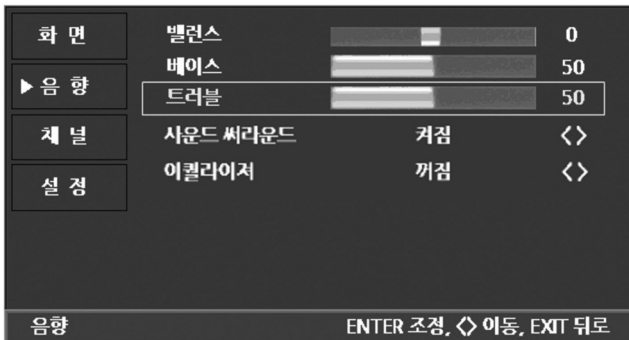 화 면
▶음 향
채 널
설 정
밸런스 0
베이스 50
트러블 50
사운드 써라운드 켜짐 <>
이퀄라이져 꺼짐 <>
음향 ENTER 조정, <> 이동, EXIT 뒤로